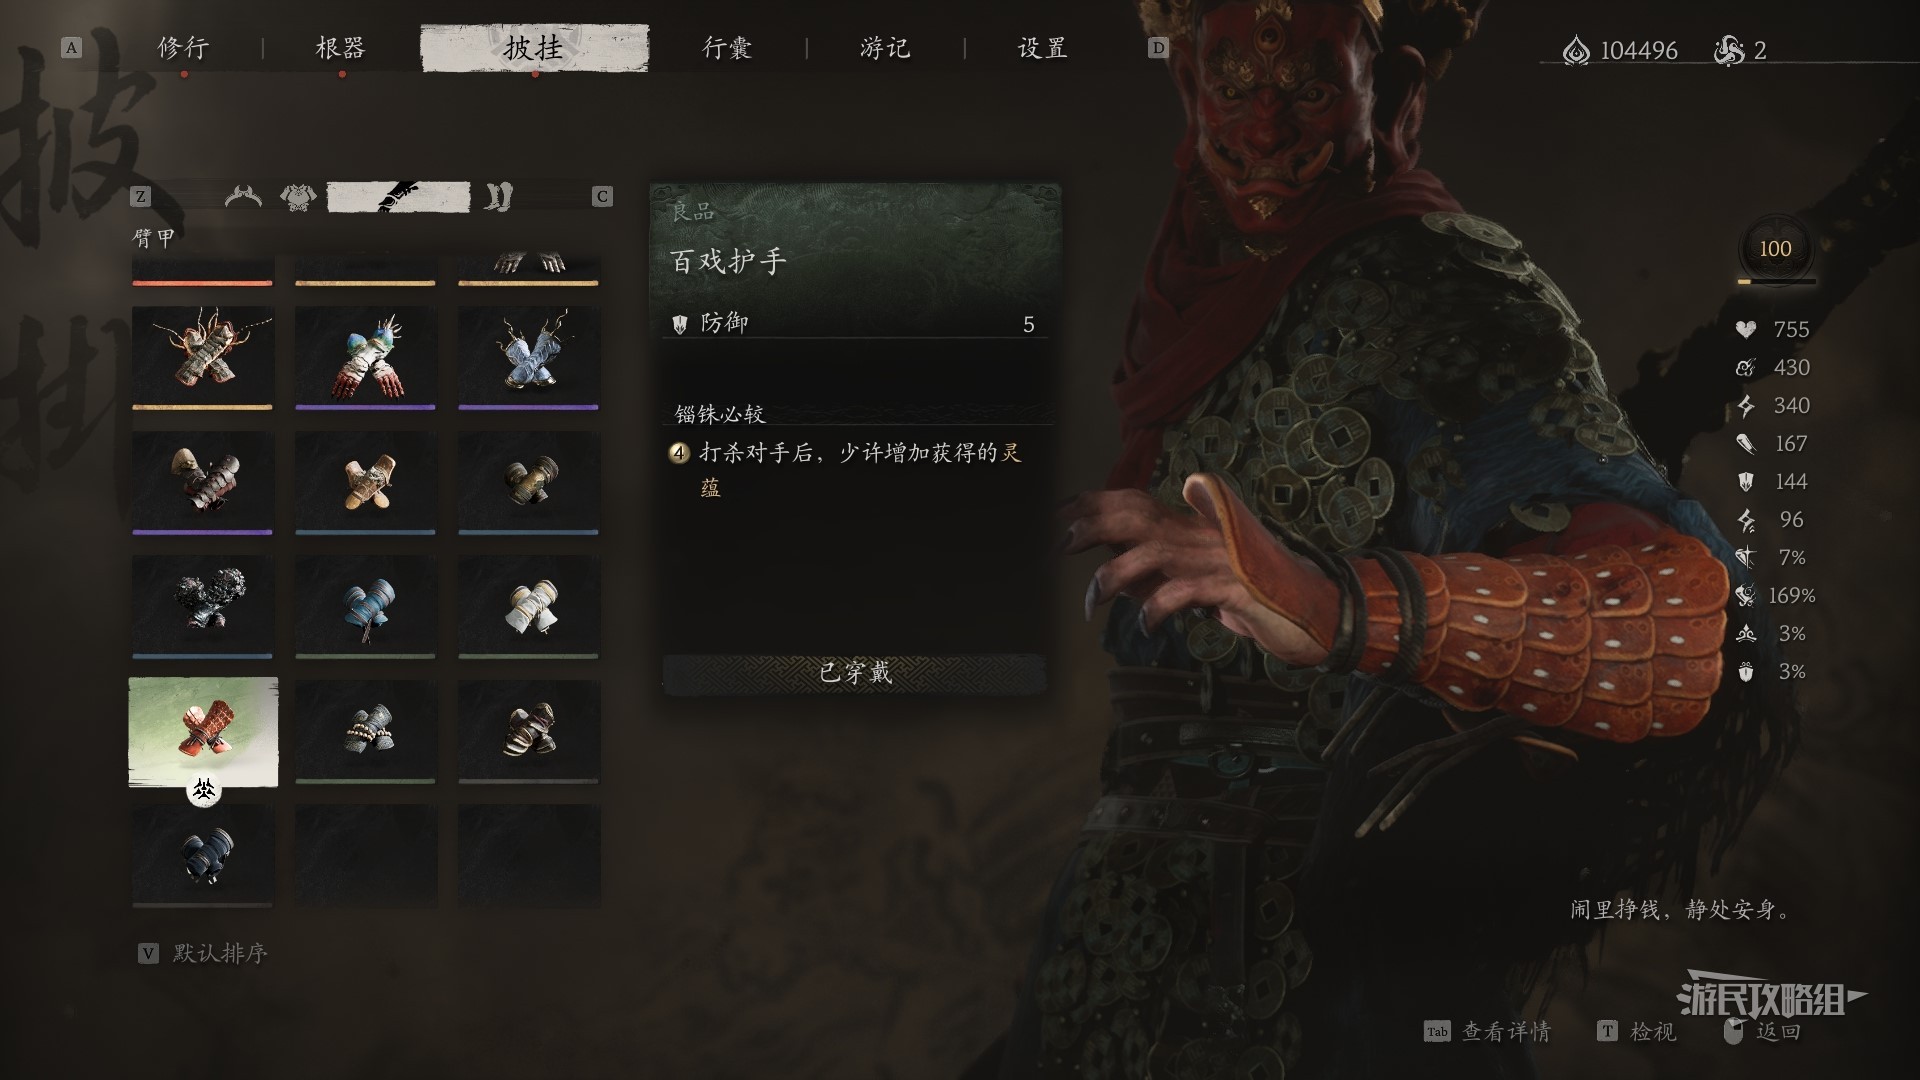 A 修行 根器 披挂 行囊 游记 设置 D 104496 2
披挂
Z C
臂甲
良品
百戏护手
防御 5
锱铢必较
4 打杀对手后，少许增加获得的灵
蕴
已穿戴
100
755
430
340
167
144
96
7%
169%
3%
3%
闹里挣钱，静处安身。
V 默认排序
游民攻略组
Tab 查看详情 T 检视 返回